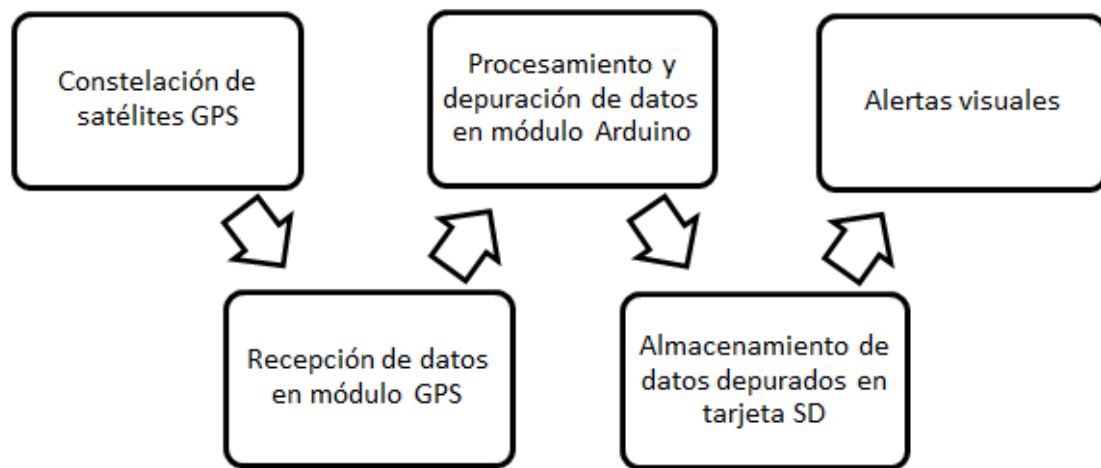 Constelación de
satélites GPS
Recepción de datos
en módulo GPS
Procesamiento y
depuración de datos
en módulo Arduino
Almacenamiento de
datos depurados en
tarjeta SD
Alertas visuales